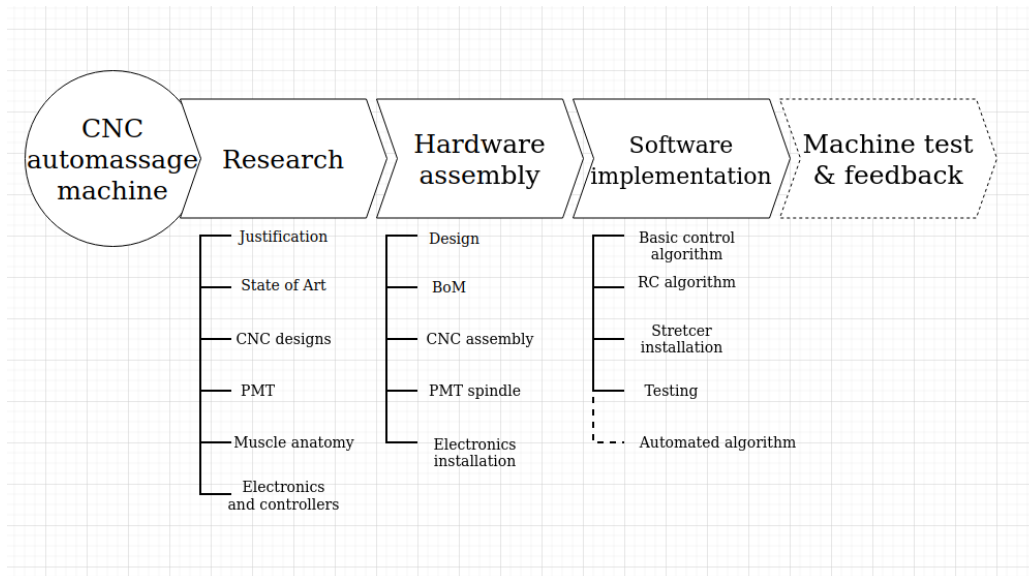 CNC
automassage
machine
Research
Hardware
assembly
Software
implementation
Machine test
& feedback
Justification
State of Art
CNC designs
PMT
Muscle anatomy
Electronics
and controllers
Design
BoM
CNC assembly
PMT spindle
Electronics
installation
Basic control
algorithm
RC algorithm
Stretcer
installation
Testing
Automated algorithm